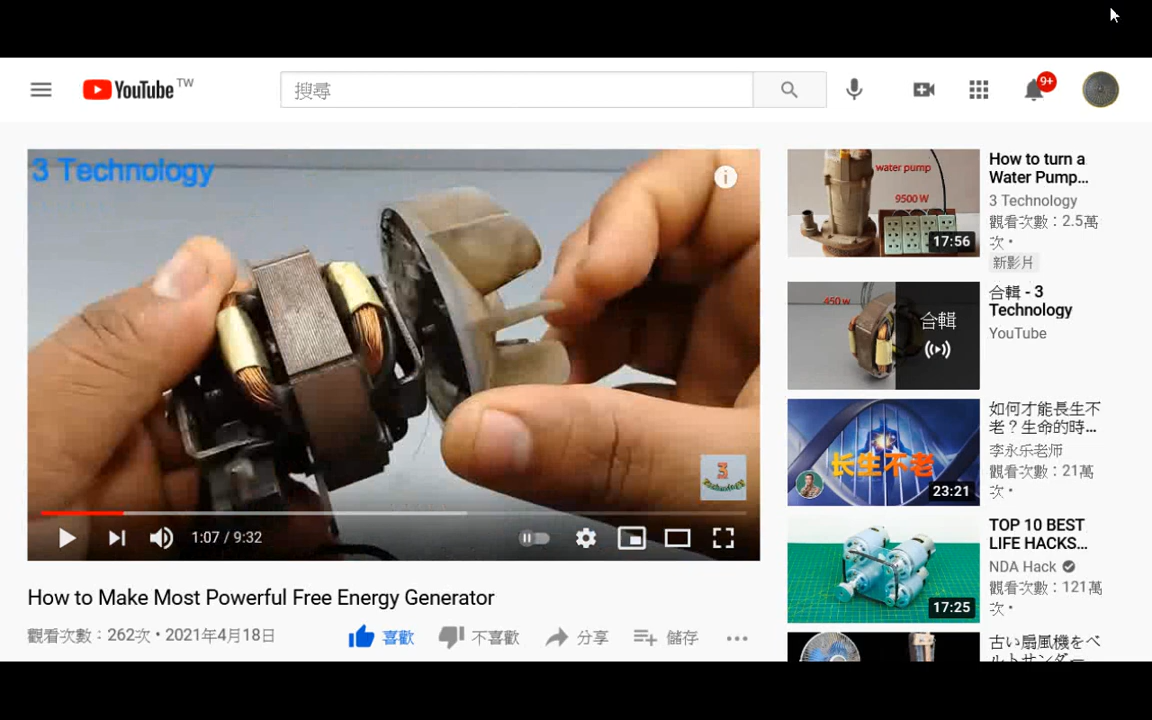 YouTube TW
搜尋
9+
3 Technology
3
Technology
1:07 / 9:32
How to Make Most Powerful Free Energy Generator
觀看次數：262次 • 2021年4月18日
喜歡
不喜歡
分享
儲存
water pump
9500 W
17:56
How to turn a
Water Pump...
3 Technology
觀看次數：2.5萬
次 •
新影片
450 w
合輯
合輯 - 3
Technology
YouTube
长生不老
23:21
如何才能長生不
老？生命的時...
李永乐老师
觀看次數：21萬
次 •
17:25
TOP 10 BEST
LIFE HACKS...
NDA Hack
觀看次數：121萬
次 •
古い扇風機をベ
ルトサンダー